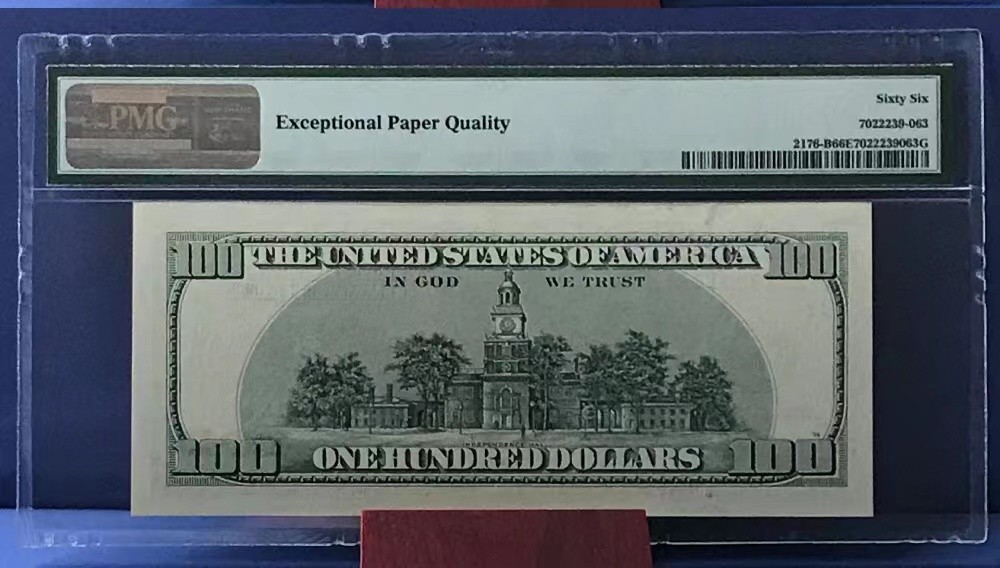 PMG
Exceptional Paper Quality
Sixty Six
7022239-063
2176-B66E7022239063G
100 THE UNITED STATES OF AMERICA 100
IN GOD WE TRUST
INDEPENDENCE HALL
100 ONE HUNDRED DOLLARS 100